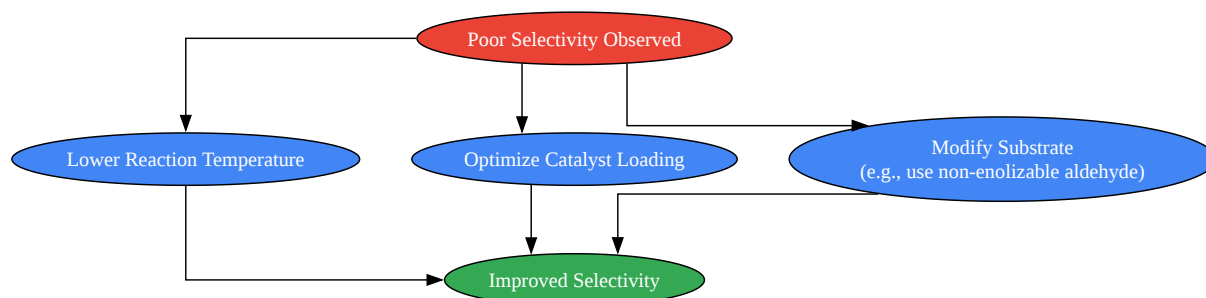 Poor Selectivity Observed
Lower Reaction Temperature
Optimize Catalyst Loading
Modify Substrate
(e.g., use non-enolizable aldehyde)
Improved Selectivity